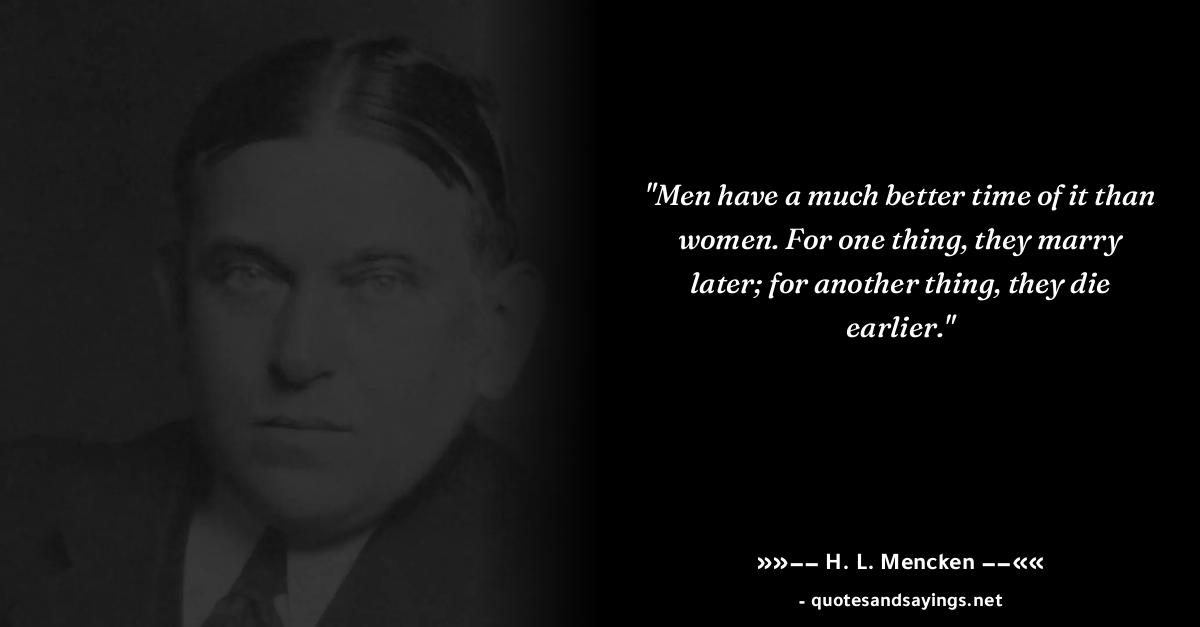 "Men have a much better time of it than
women. For one thing, they marry
later; for another thing, they die
earlier."
»»−− H. L. Mencken −−««
- quotesandsayings.net